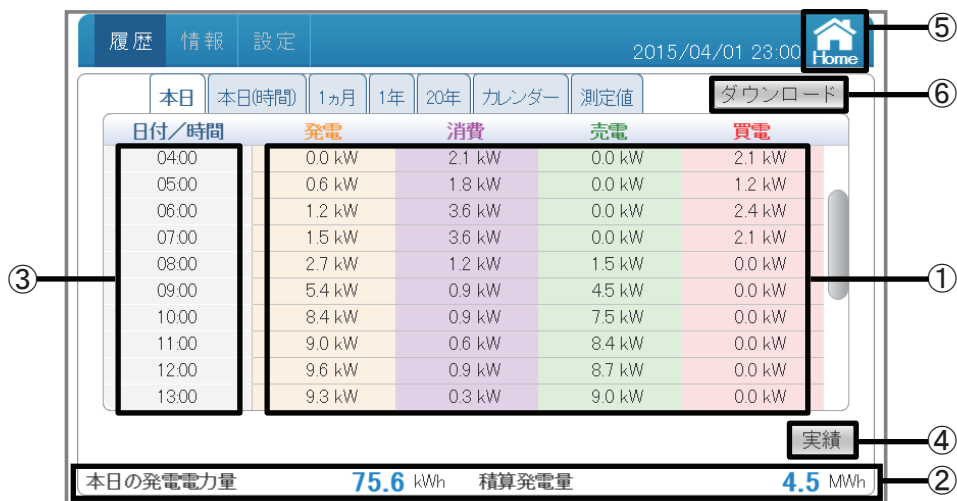 履歴 情報 設定 2015/04/01 23:00 Home ⑤
本日 本日(時間) 1ヵ月 1年 20年 カレンダー 測定値 ダウンロード ⑥
日付／時間 発電 消費 売電 買電
04:00 0.0 kW 2.1 kW 0.0 kW 2.1 kW
05:00 0.6 kW 1.8 kW 0.0 kW 1.2 kW
06:00 1.2 kW 3.6 kW 0.0 kW 2.4 kW
07:00 1.5 kW 3.6 kW 0.0 kW 2.1 kW
③ 08:00 2.7 kW 1.2 kW 1.5 kW 0.0 kW ①
09:00 5.4 kW 0.9 kW 4.5 kW 0.0 kW
10:00 8.4 kW 0.9 kW 7.5 kW 0.0 kW
11:00 9.0 kW 0.6 kW 8.4 kW 0.0 kW
12:00 9.6 kW 0.9 kW 8.7 kW 0.0 kW
13:00 9.3 kW 0.3 kW 9.0 kW 0.0 kW
実績 ④
本日の発電電力量 75.6 kWh 積算発電量 4.5 MWh ②